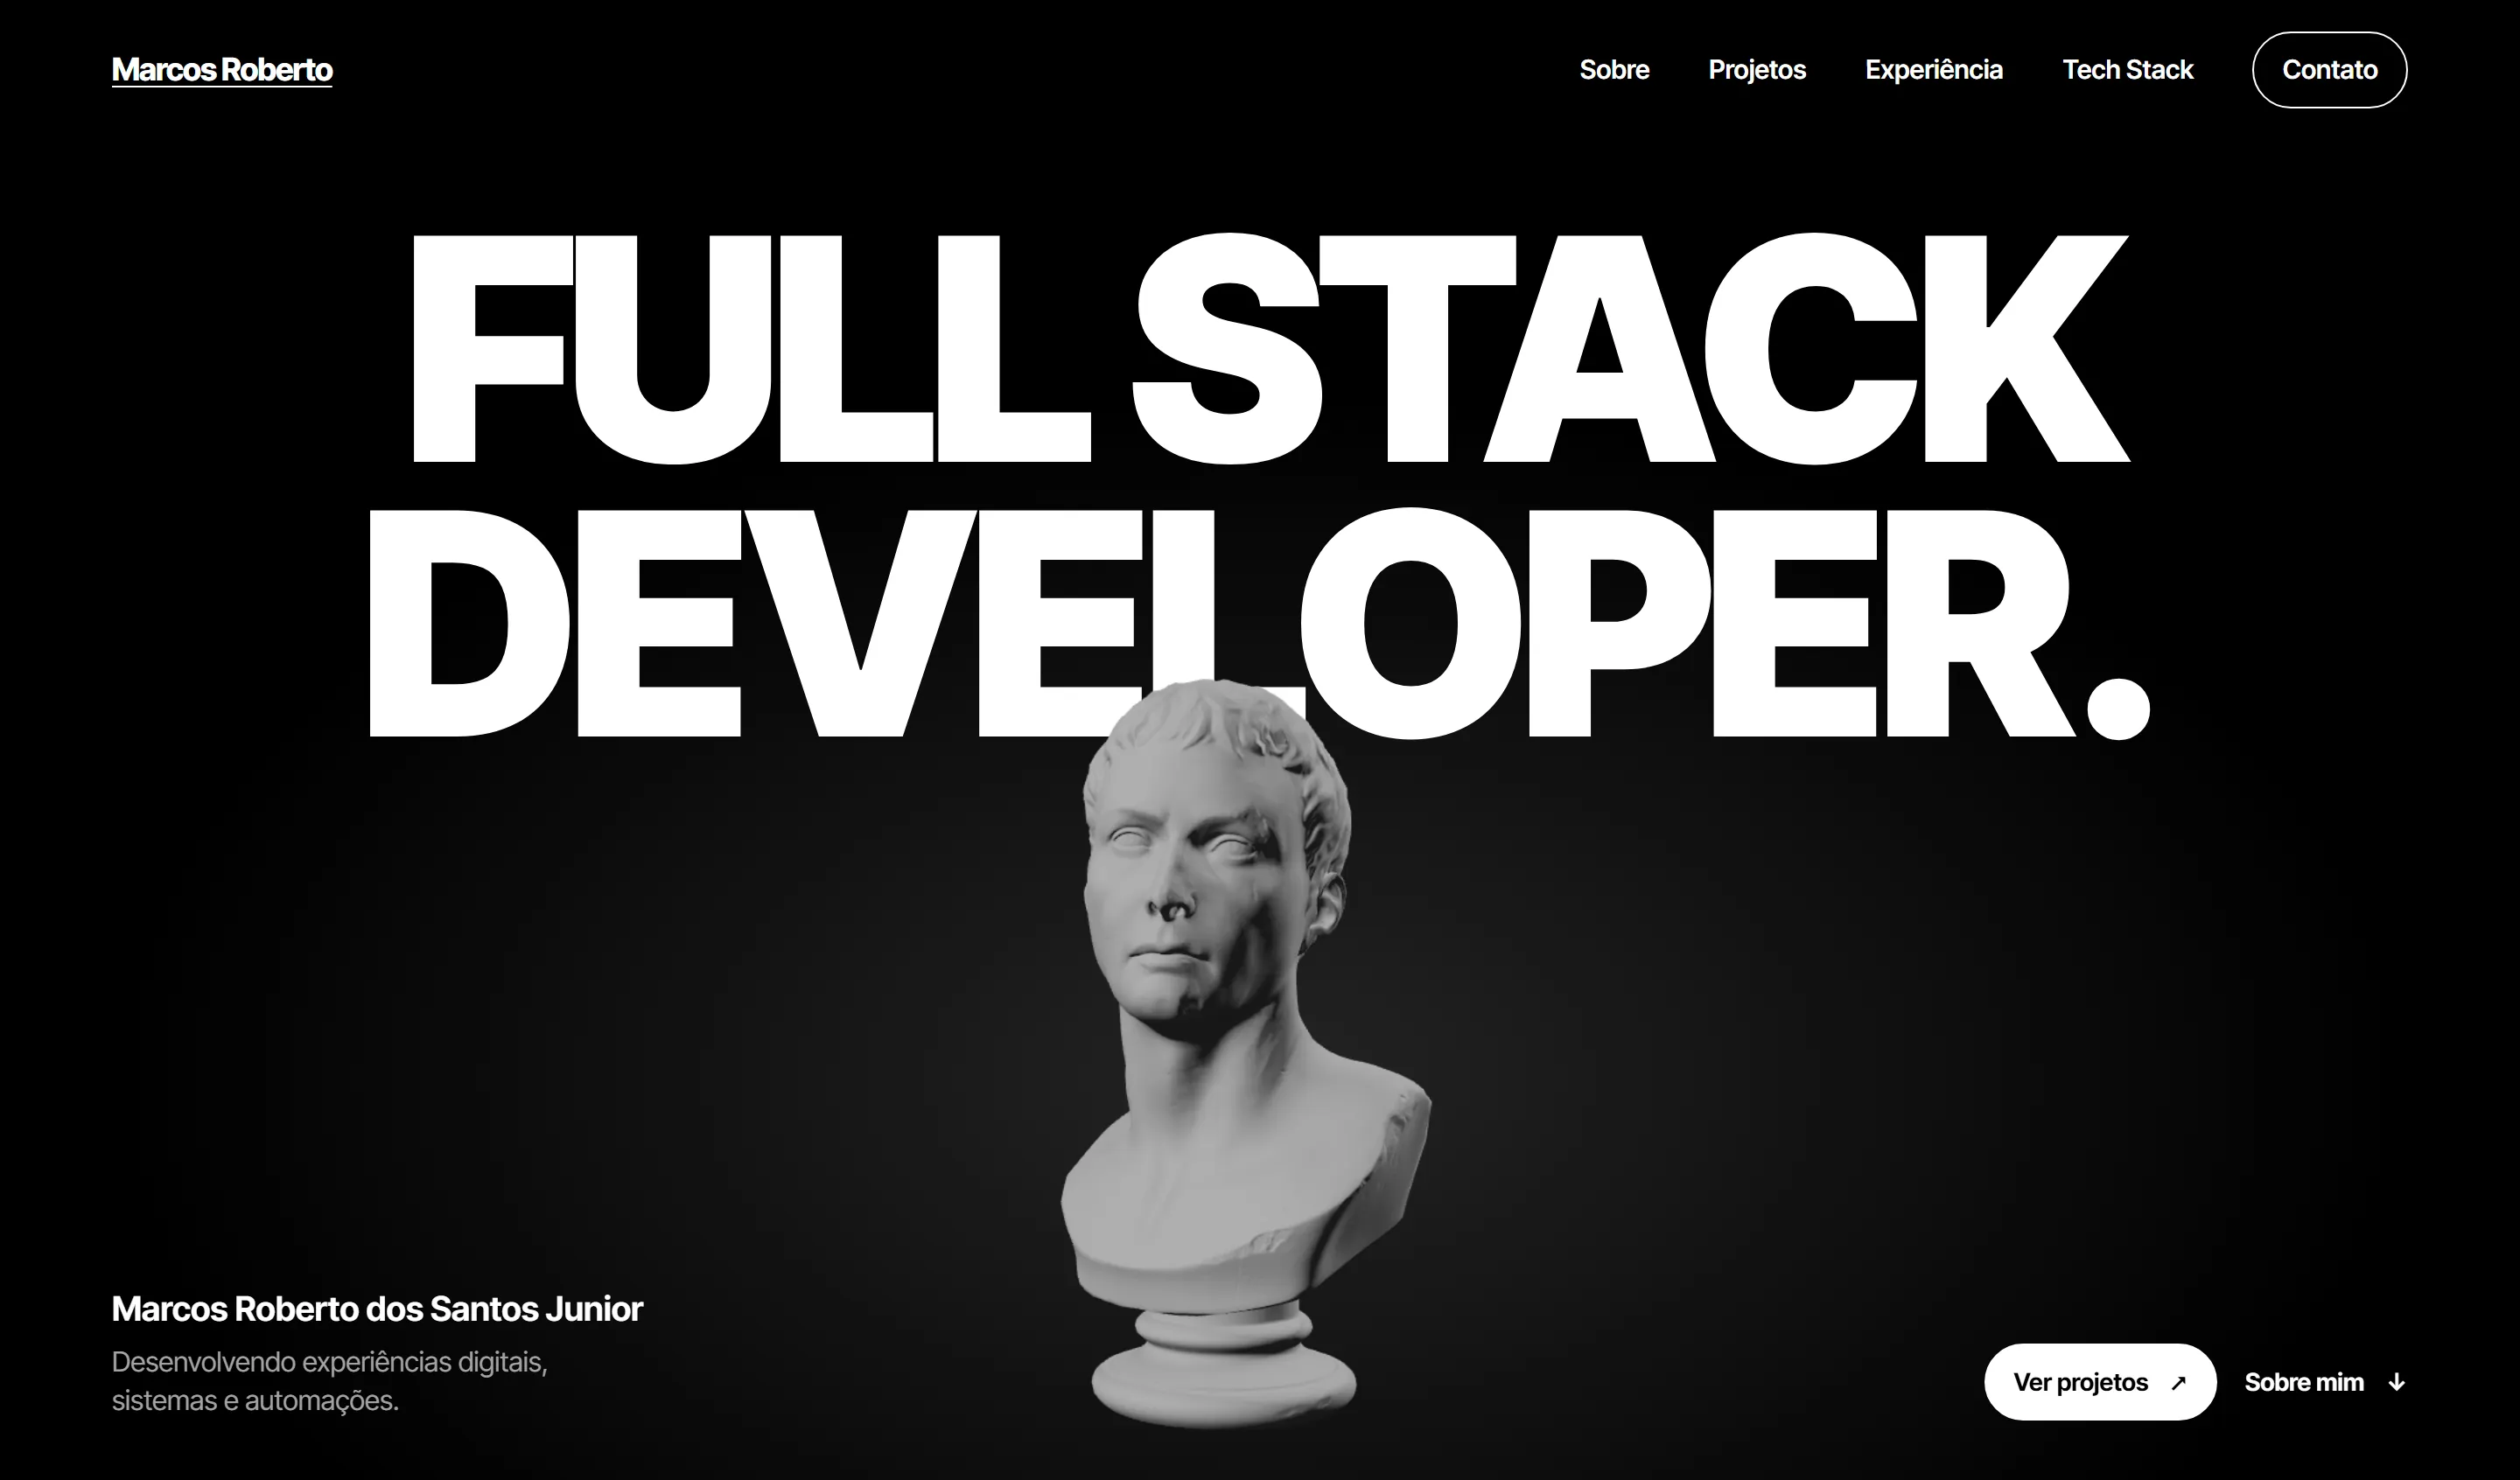 Marcos Roberto
Sobre
Projetos
Experiência
Tech Stack
Contato
FULL STACK
DEVELOPER.
Marcos Roberto dos Santos Junior
Desenvolvendo experiências digitais,
sistemas e automações.
Ver projetos ↗
Sobre mim ↓